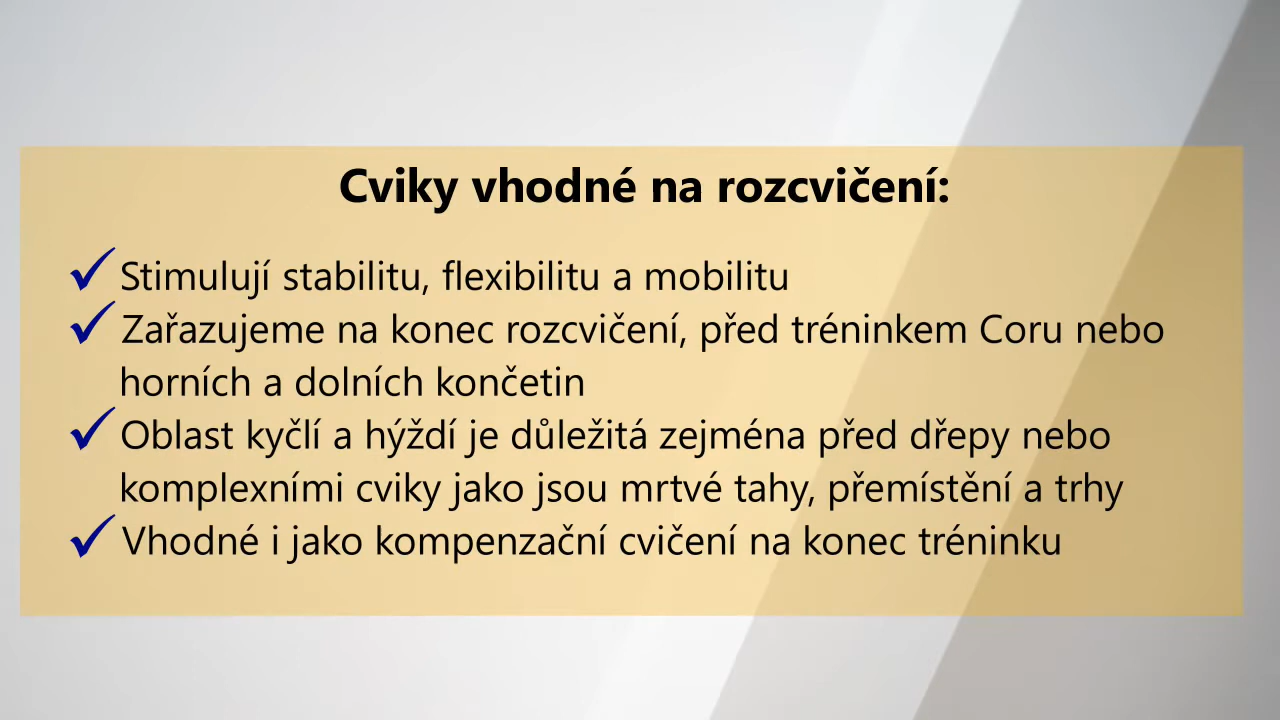 Cviky vhodné na rozcvičení:
✓ Stimulují stabilitu, flexibilitu a mobilitu
✓ Zařazujeme na konec rozcvičení, před tréninkem Coru nebo
horních a dolních končetin
✓ Oblast kyčlí a hýždí je důležitá zejména před dřepy nebo
komplexními cviky jako jsou mrtvé tahy, přemístění a trhy
✓ Vhodné i jako kompenzační cvičení na konec tréninku